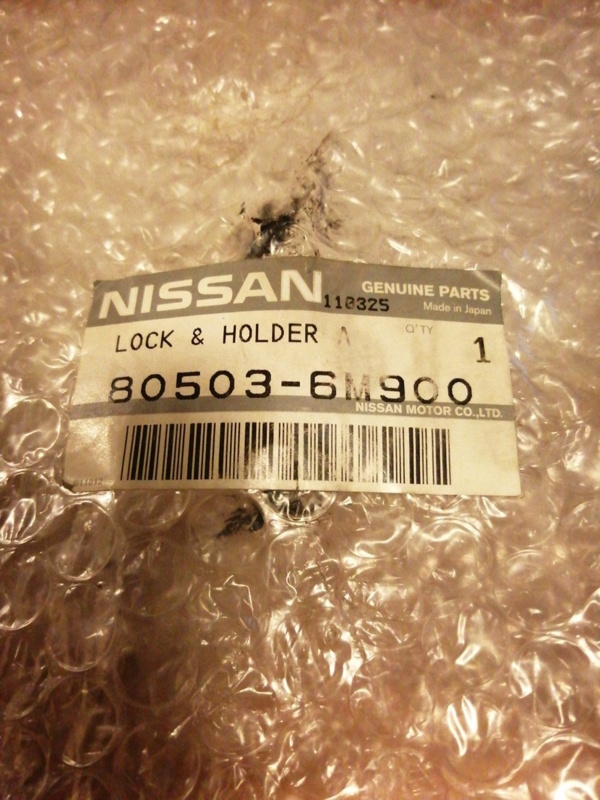 NISSAN
GENUINE PARTS
110325
Made in Japan
LOCK & HOLDER A
Q'TY
1
80503-6M900
NISSAN MOTOR CO.,LTD.